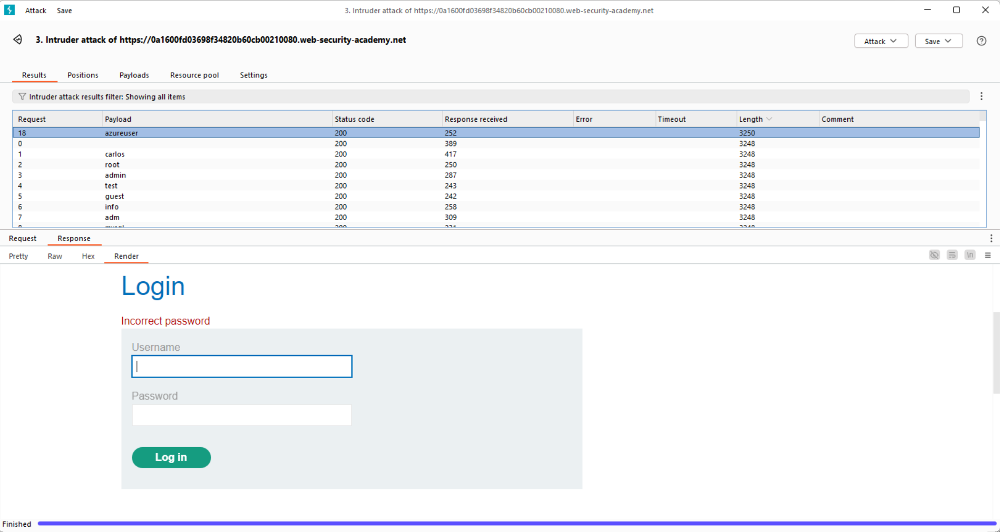 Attack Save 3. Intruder attack of https://0a1600fd03698f34820b60cb00210080.web-security-academy.net
3. Intruder attack of https://0a1600fd03698f34820b60cb00210080.web-security-academy.net Attack Save
Results Positions Payloads Resource pool Settings
Intruder attack results filter: Showing all items
Request Payload Status code Response received Error Timeout Length Comment
18 azureuser 200 252 3250
0 200 389 3248
1 carlos 200 417 3248
2 root 200 250 3248
3 admin 200 287 3248
4 test 200 243 3248
5 guest 200 242 3248
6 info 200 258 3248
7 adm 200 309 3248
Request Response
Pretty Raw Hex Render \n
Login
Incorrect password
Username
Password
Log in
Finished